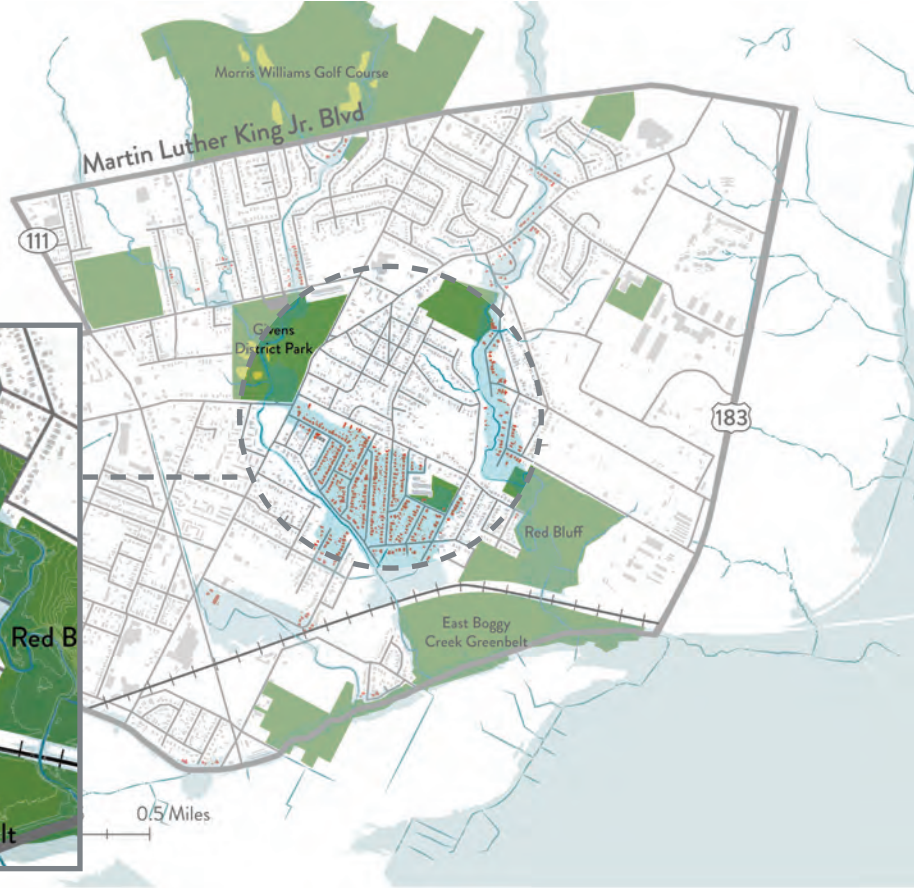 Morris Williams Golf Course
Martin Luther King Jr. Blvd
111
Givens
District Park
183
Red Bluff
Red B
East Boggy
Creek Greenbelt
0.5 Miles
lt